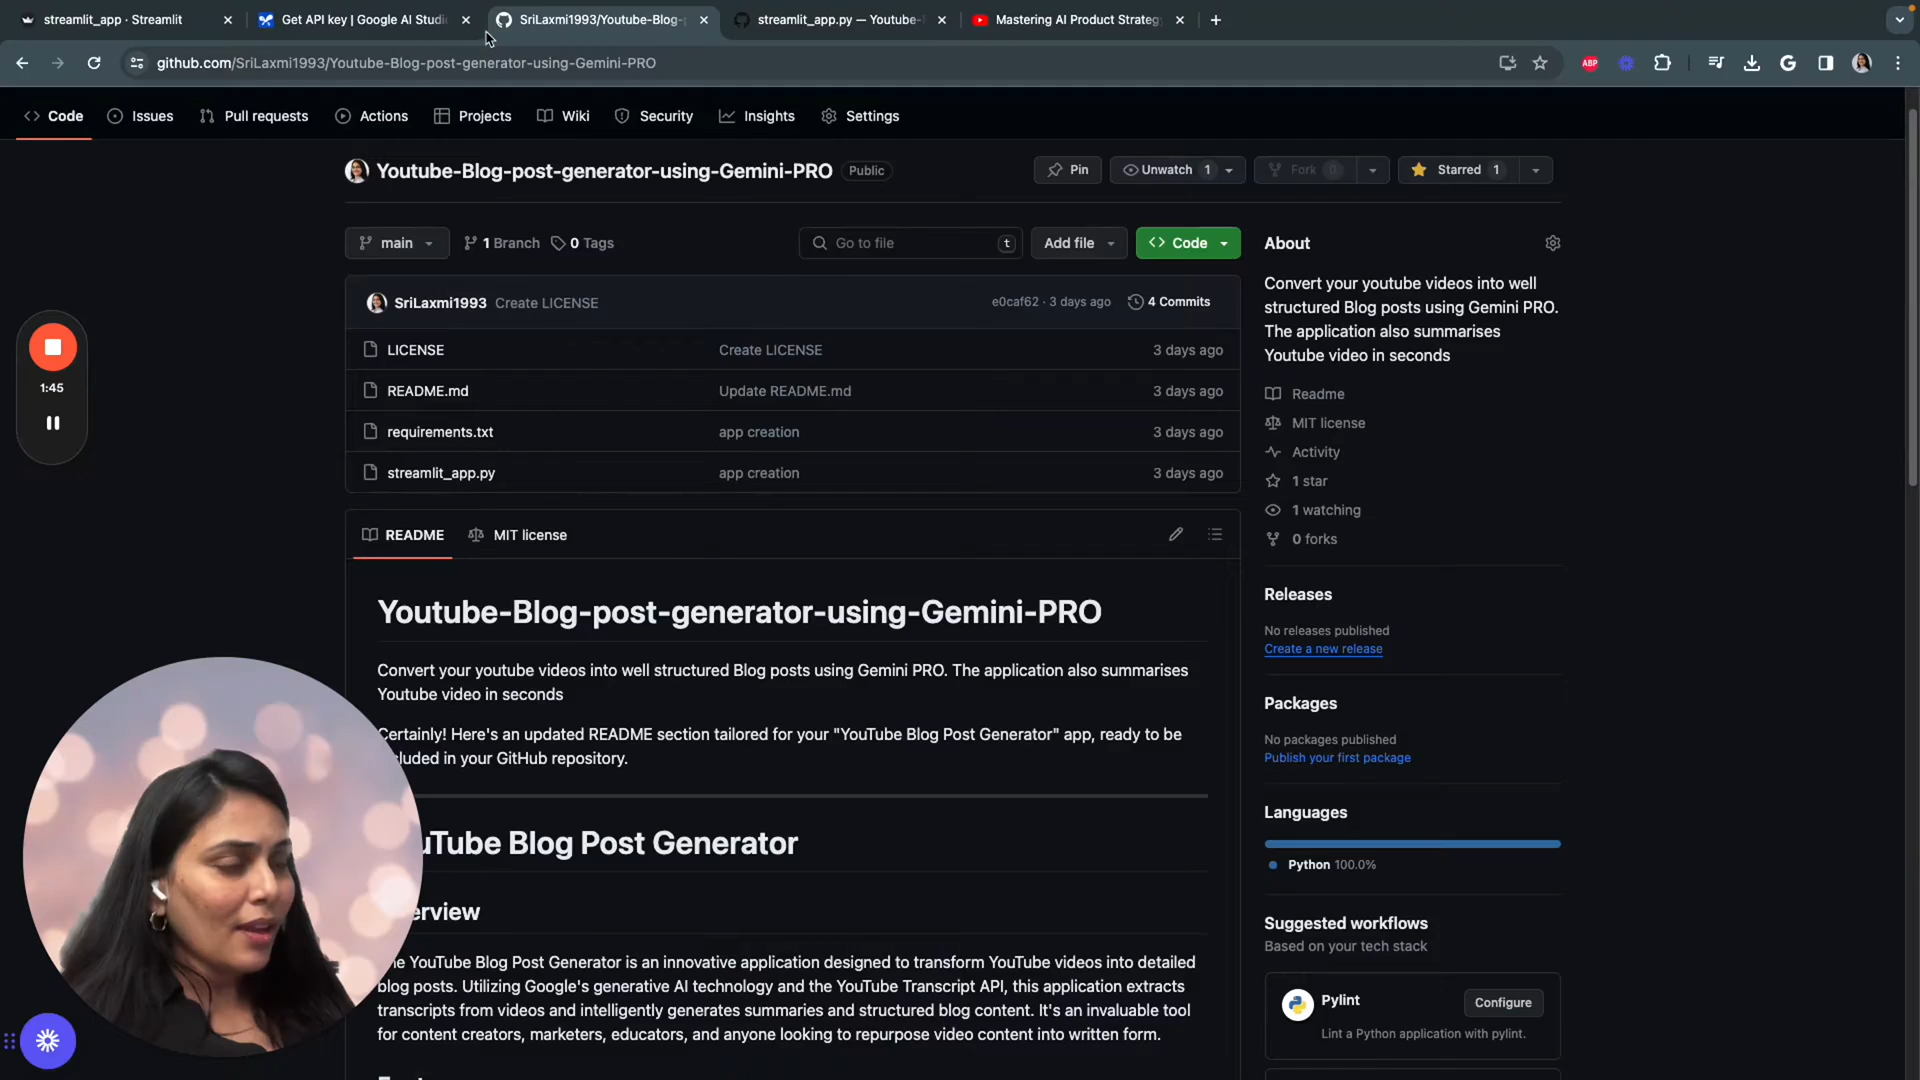 streamlit_app · Streamlit
Get API key | Google AI Studi
SriLaxmi1993/Youtube-Blog-
streamlit_app.py — Youtube-
Mastering AI Product Strategy
github.com/SriLaxmi1993/Youtube-Blog-post-generator-using-Gemini-PRO
ABP
Code
Issues
Pull requests
Actions
Projects
Wiki
Security
Insights
Settings
Youtube-Blog-post-generator-using-Gemini-PRO
Public
Pin
Unwatch 1
Fork 0
Starred 1
main
1 Branch
0 Tags
Go to file
t
Add file
Code
SriLaxmi1993 Create LICENSE
e0caf62 · 3 days ago
4 Commits
LICENSE Create LICENSE 3 days ago
README.md Update README.md 3 days ago
requirements.txt app creation 3 days ago
streamlit_app.py app creation 3 days ago
1:45
README
MIT license
Youtube-Blog-post-generator-using-Gemini-PRO
Convert your youtube videos into well structured Blog posts using Gemini PRO. The application also summarises
Youtube video in seconds
Certainly! Here's an updated README section tailored for your "YouTube Blog Post Generator" app, ready to be
cluded in your GitHub repository.
uTube Blog Post Generator
erview
e YouTube Blog Post Generator is an innovative application designed to transform YouTube videos into detailed
blog posts. Utilizing Google's generative AI technology and the YouTube Transcript API, this application extracts
transcripts from videos and intelligently generates summaries and structured blog content. It's an invaluable tool
for content creators, marketers, educators, and anyone looking to repurpose video content into written form.
About
Convert your youtube videos into well
structured Blog posts using Gemini PRO.
The application also summarises
Youtube video in seconds
Readme
MIT license
Activity
1 star
1 watching
0 forks
Releases
No releases published
Create a new release
Packages
No packages published
Publish your first package
Languages
Python 100.0%
Suggested workflows
Based on your tech stack
Pylint
Configure
Lint a Python application with pylint.